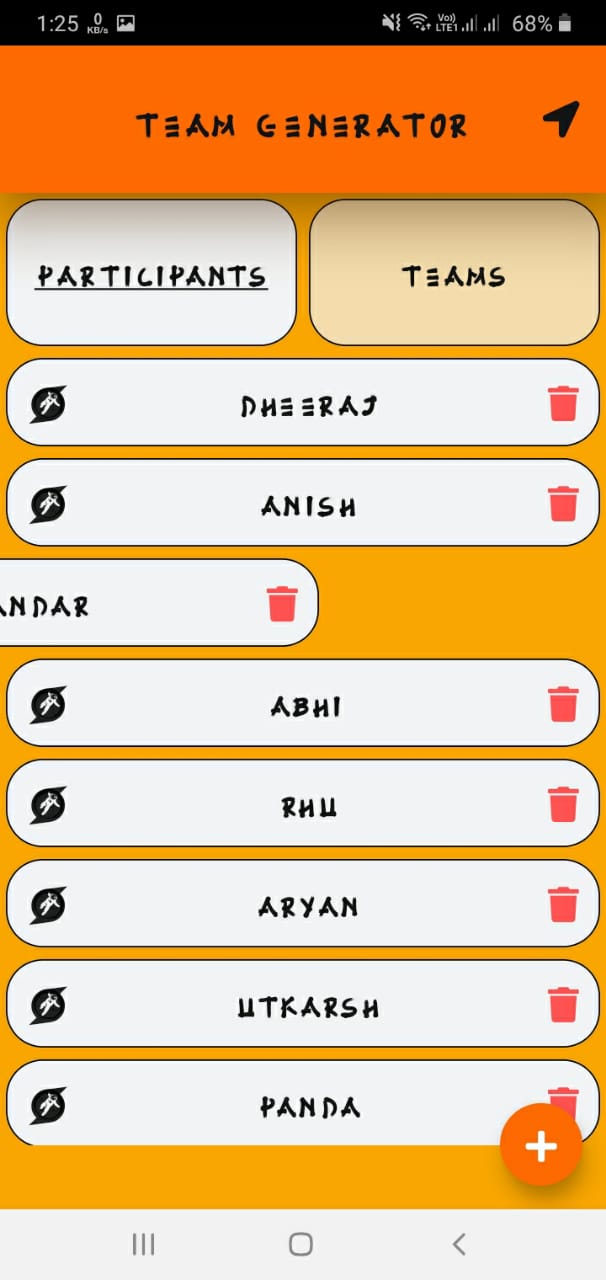 1:25 0 KB/s Vo) LTE1 68%
TEAM GENERATOR
PARTICIPANTS TEAMS
DHEERAJ
ANISH
ANDAR
ABHI
RHU
ARYAN
UTKARSH
PANDA